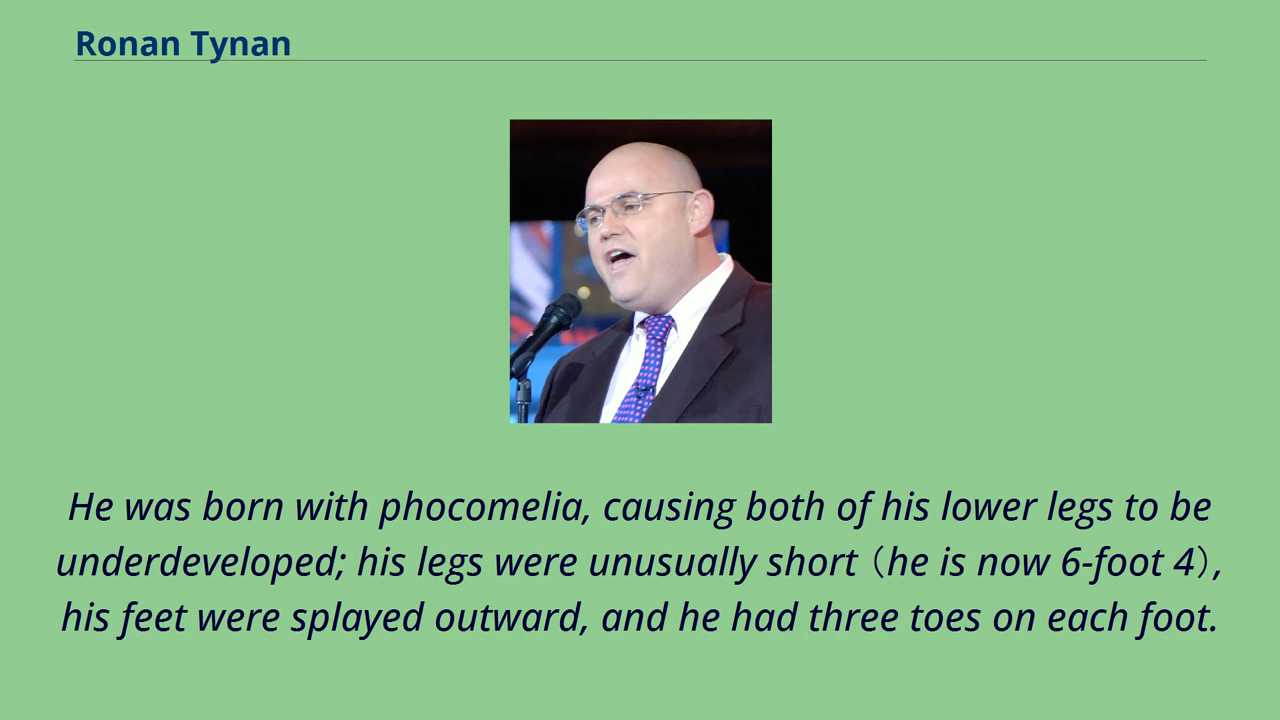 Ronan Tynan
He was born with phocomelia, causing both of his lower legs to be
underdeveloped; his legs were unusually short (he is now 6-foot 4),
his feet were splayed outward, and he had three toes on each foot.